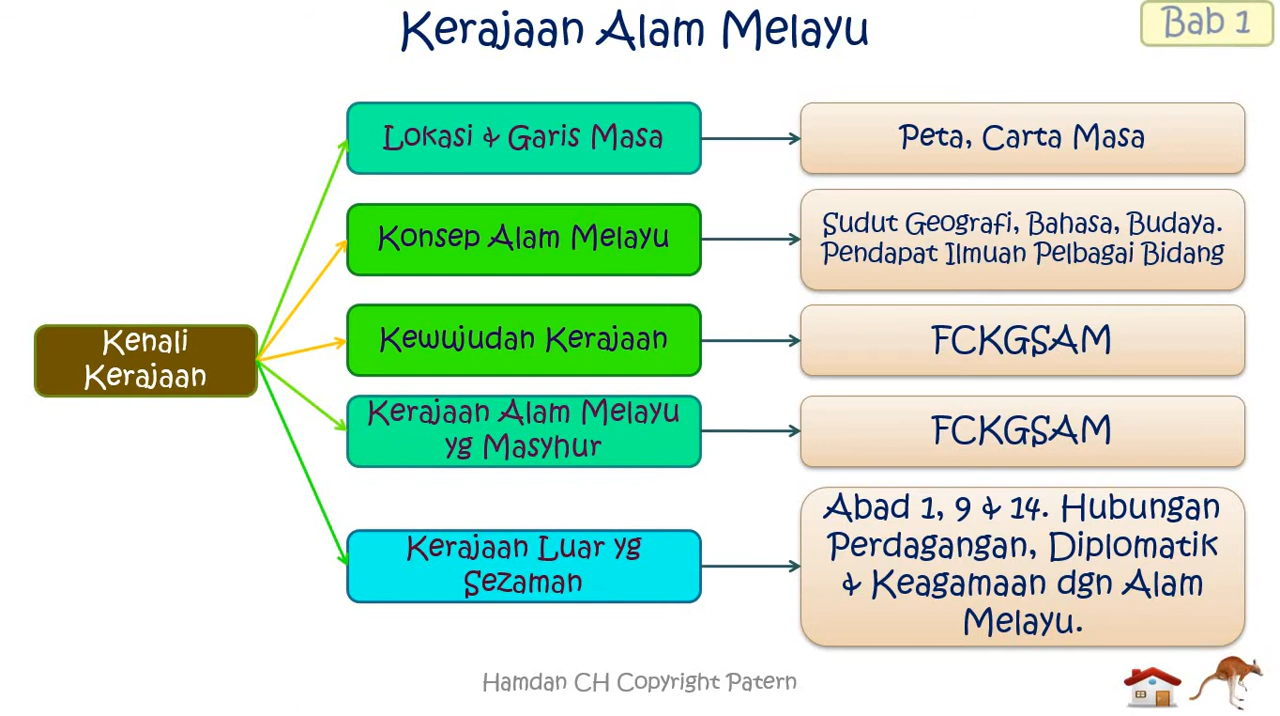 Kerajaan Alam Melayu
Bab 1
Lokasi & Garis Masa
Peta, Carta Masa
Konsep Alam Melayu
Sudut Geografi, Bahasa, Budaya.
Pendapat Ilmuan Pelbagai Bidang
Kenali
Kerajaan
Kewujudan Kerajaan
FCKGSAM
Kerajaan Alam Melayu
yg Masyhur
FCKGSAM
Kerajaan Luar yg
Sezaman
Abad 1, 9 & 14. Hubungan
Perdagangan, Diplomatik
& Keagamaan dgn Alam
Melayu.
Hamdan CH Copyright Patern